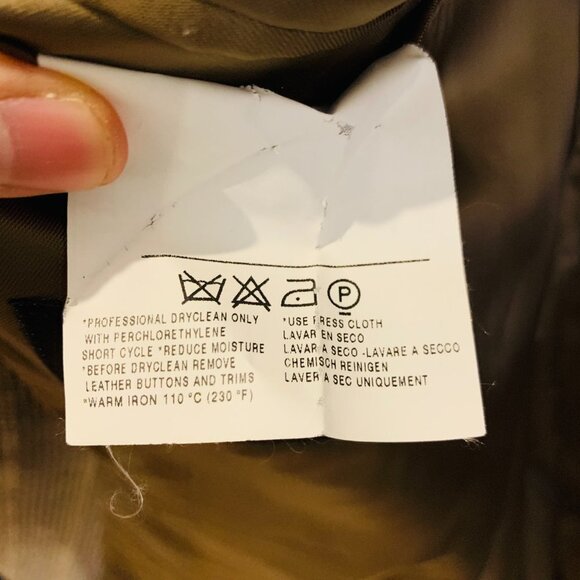 P
*PROFESSIONAL DRYCLEAN ONLY
WITH PERCHLORETHYLENE
SHORT CYCLE *REDUCE MOISTURE
*BEFORE DRYCLEAN REMOVE
LEATHER BUTTONS AND TRIMS
*WARM IRON 110 °C (230 °F)
*USE PRESS CLOTH
LAVAR EN SECO
LAVAR A SECO -LAVARE A SECCO
CHEMISCH REINIGEN
LAVER A SEC UNIQUEMENT